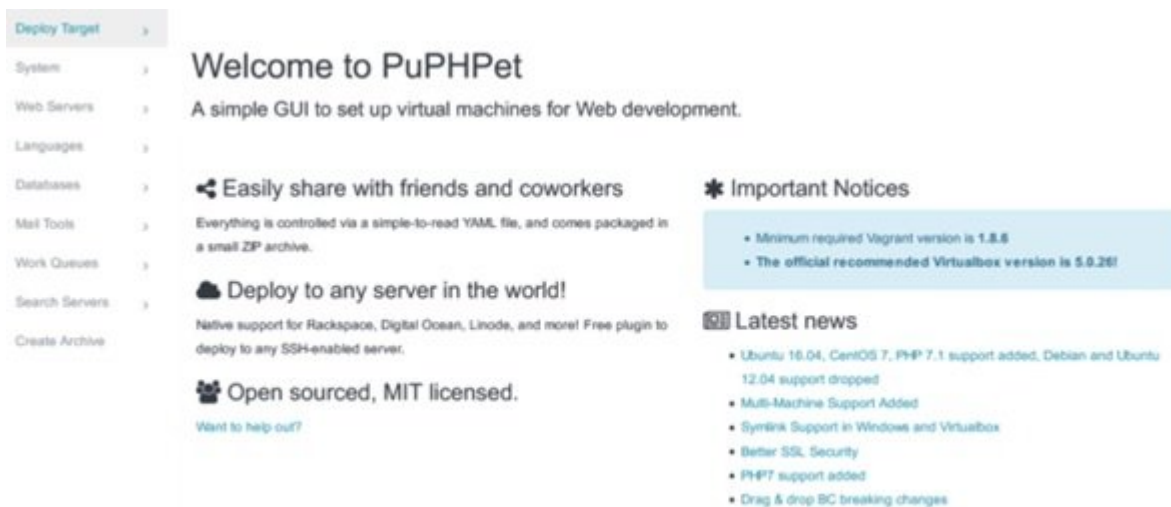 Deploy Target
System
Web Servers
Languages
Databases
Mail Tools
Work Queues
Search Servers
Create Archive
Welcome to PuPHPet
A simple GUI to set up virtual machines for Web development.
Easily share with friends and coworkers
Everything is controlled via a simple-to-read YAML file, and comes packaged in
a small ZIP archive.
Deploy to any server in the world!
Native support for Rackspace, Digital Ocean, Linode, and more! Free plugin to
deploy to any SSH-enabled server.
Open sourced, MIT licensed.
Want to help out?
Important Notices
Minimum required Vagrant version is 1.8.6
The official recommended Virtualbox version is 5.0.26!
Latest news
Ubuntu 16.04, CentOS 7, PHP 7.1 support added, Debian and Ubuntu
12.04 support dropped
Multi-Machine Support Added
Symlink Support in Windows and Virtualbox
Better SSL Security
PHP7 support added
Drag & drop BC breaking changes